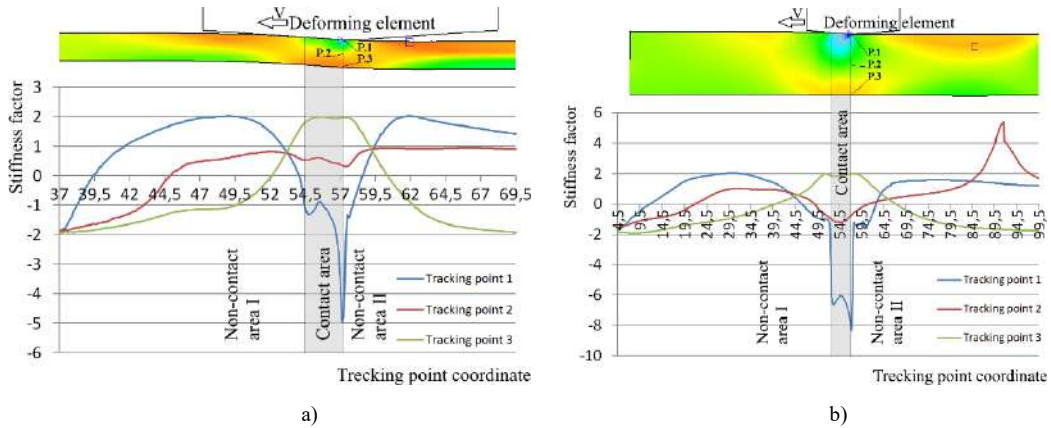 V
Deforming element
P.1
P.2
P.3
Stiffness factor
3
2
1
0
-1
-2
-3
-4
-5
-6
37 39,5 42 44,5 47 49,5 52 54,5 57 59,5 62 64,5 67 69,5
Non-contact area I
Contact area
Non-contact area II
Tracking point 1
Tracking point 2
Tracking point 3
Trecking point coordinate
a)
V
Deforming element
P.1
P.2
P.3
Contact area
Stiffness factor
6
4
2
0
-2
-4
-6
-8
-10
4,5 9,5 14,5 19,5 24,5 29,5 34,5 39,5 44,5 49,5 54,5 59,5 64,5 69,5 74,5 79,5 84,5 89,5 94,5 99,5
Non-contact area I
Non-contact area II
Tracking point 1
Tracking point 2
Tracking point 3
Trecking point coordinate
b)